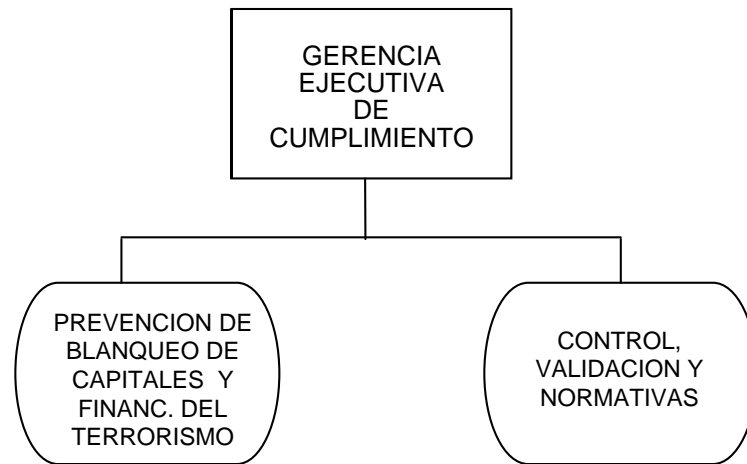 GERENCIA
EJECUTIVA
DE
CUMPLIMIENTO
PREVENCION DE
BLANQUEO DE
CAPITALES Y
FINANC. DEL
TERRORISMO
CONTROL,
VALIDACION Y
NORMATIVAS